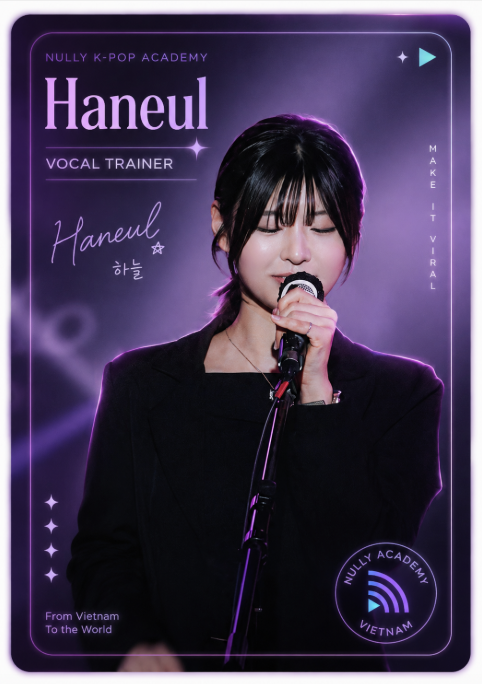 NULLY K-POP ACADEMY
Haneul
VOCAL TRAINER
Haneul
하늘
MAKE IT VIRAL
From Vietnam
To the World
NULLY ACADEMY
VIETNAM